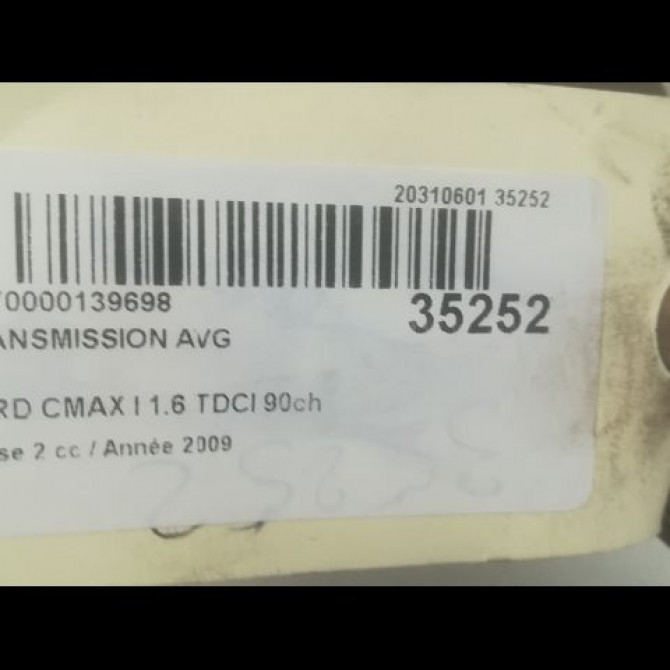 20310601 35252
T0000139698
35252
ANSMISSION AVG
RD CMAX I 1.6 TDCI 90ch
se 2 cc / Année 2009